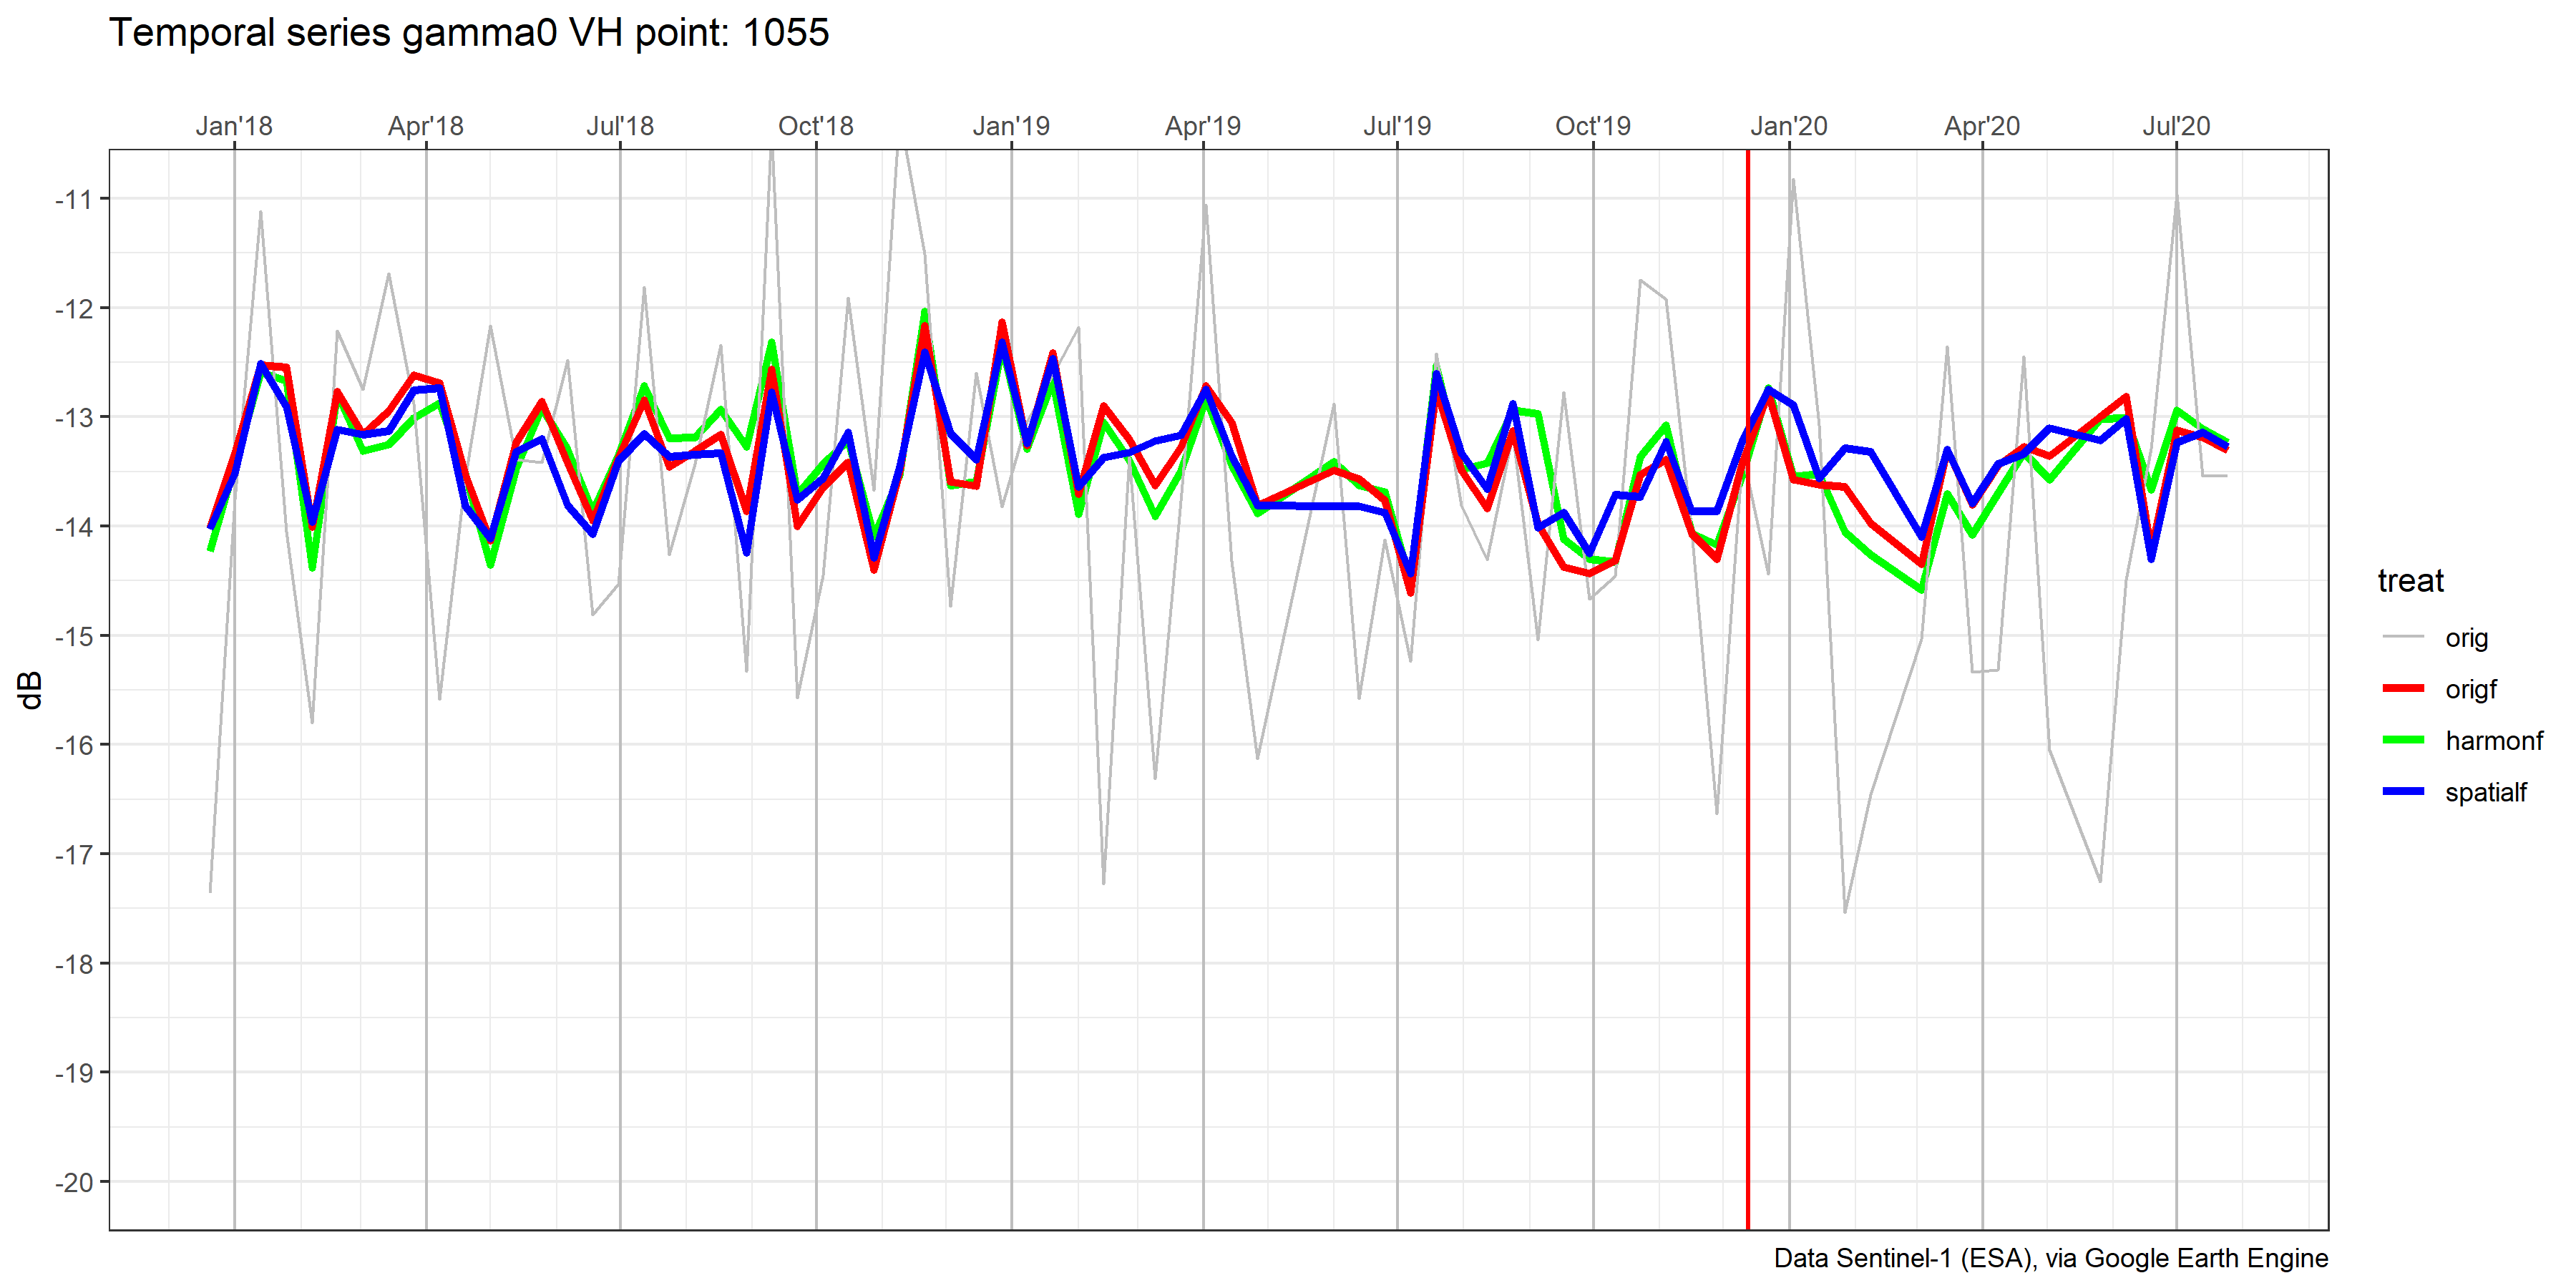 Temporal series gamma0 VH point: 1055
Jan'18 Apr'18 Jul'18 Oct'18 Jan'19 Apr'19 Jul'19 Oct'19 Jan'20 Apr'20 Jul'20
-11
-12
-13
-14
-15
-16
-17
-18
-19
-20
dB
treat
orig
origf
harmonf
spatialf
Data Sentinel-1 (ESA), via Google Earth Engine